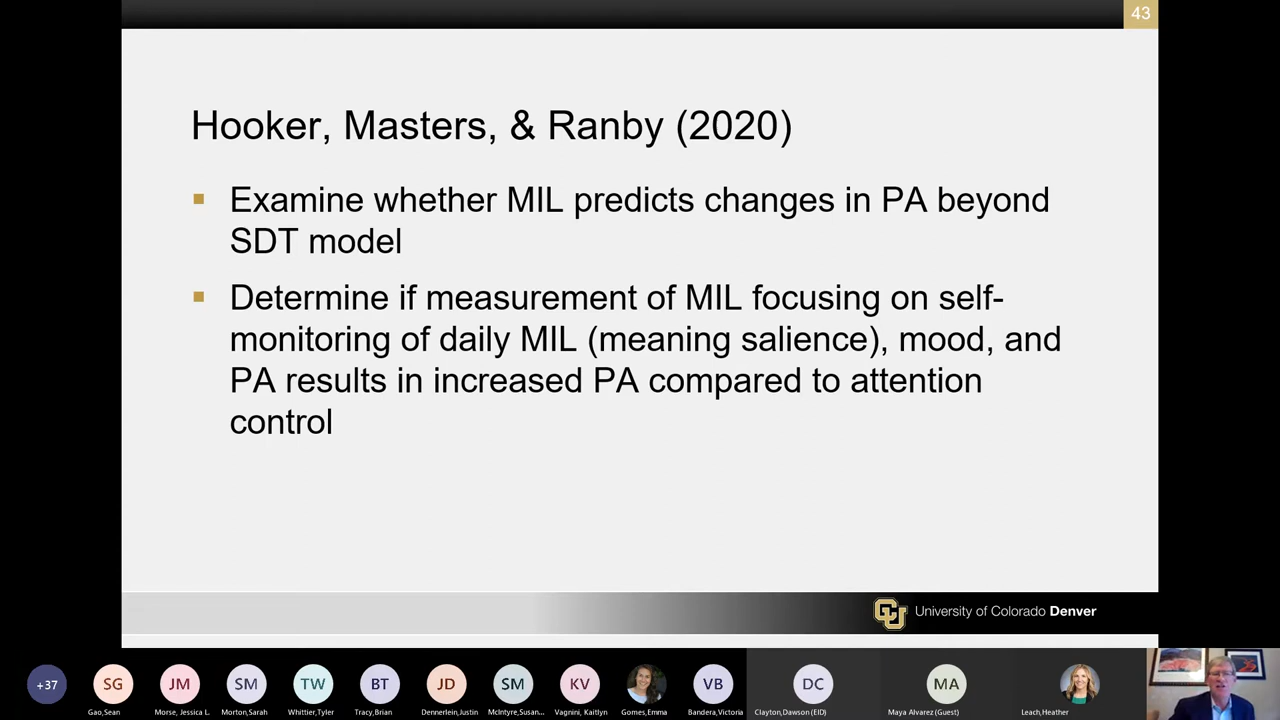 43
Hooker, Masters, & Ranby (2020)
Examine whether MIL predicts changes in PA beyond
SDT model
Determine if measurement of MIL focusing on self-
monitoring of daily MIL (meaning salience), mood, and
PA results in increased PA compared to attention
control
CU University of Colorado Denver
+37 SG JM SM TW BT JD SM KV VB DC MA
Gao,Sean Morse, Jessica L. Morton,Sarah Whittier,Tyler Tracy,Brian Dennerlein,Justin McIntyre,Susan... Vagnini, Kaitlyn Gomes,Emma Bandera,Victoria Clayton,Dawson (EID) Maya Alvarez (Guest) Leach,Heather